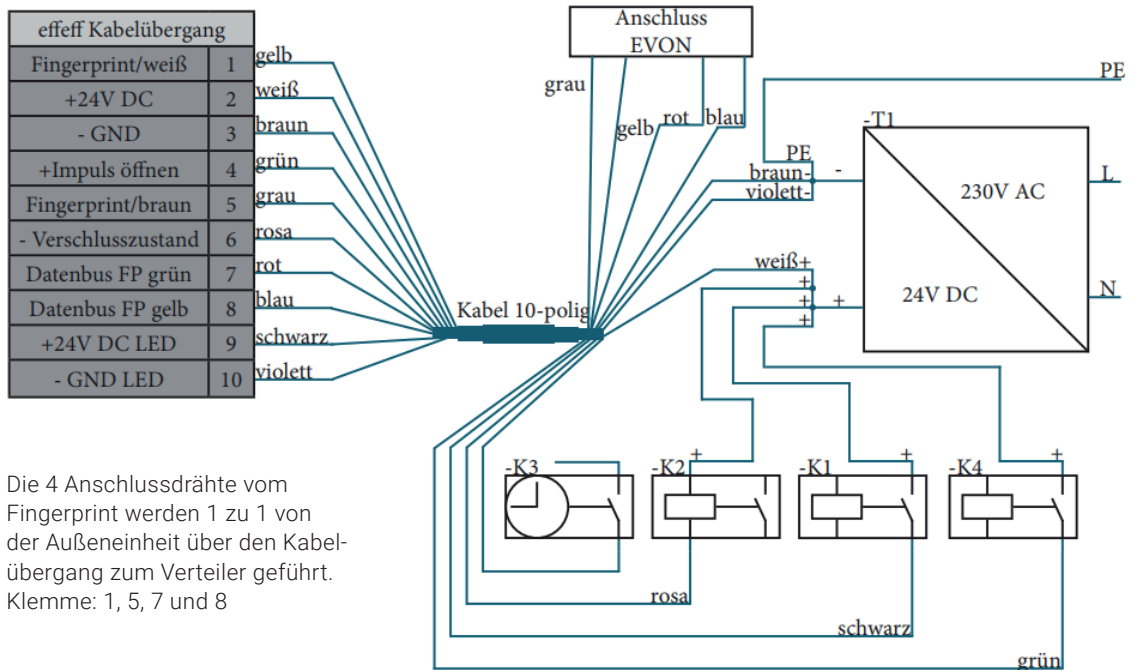 effeff Kabelübergang
Fingerprint/weiß 1 gelb
+24V DC 2 weiß
- GND 3 braun
+Impuls öffnen 4 grün
Fingerprint/braun 5 grau
- Verschlusszustand 6 rosa
Datenbus FP grün 7 rot
Datenbus FP gelb 8 blau
+24V DC LED 9 schwarz
- GND LED 10 violett
Kabel 10-polig
Anschluss
EVON
grau
gelb
rot
blau
PE
PE
braun-
violett-
-
weiß+
+
+
+
+
-T1
230V AC
24V DC
L
N
-K3
-K2
+
-K1
+
-K4
+
rosa
schwarz
grün
Die 4 Anschlussdrähte vom
Fingerprint werden 1 zu 1 von
der Außeneinheit über den Kabel-
übergang zum Verteiler geführt.
Klemme: 1, 5, 7 und 8